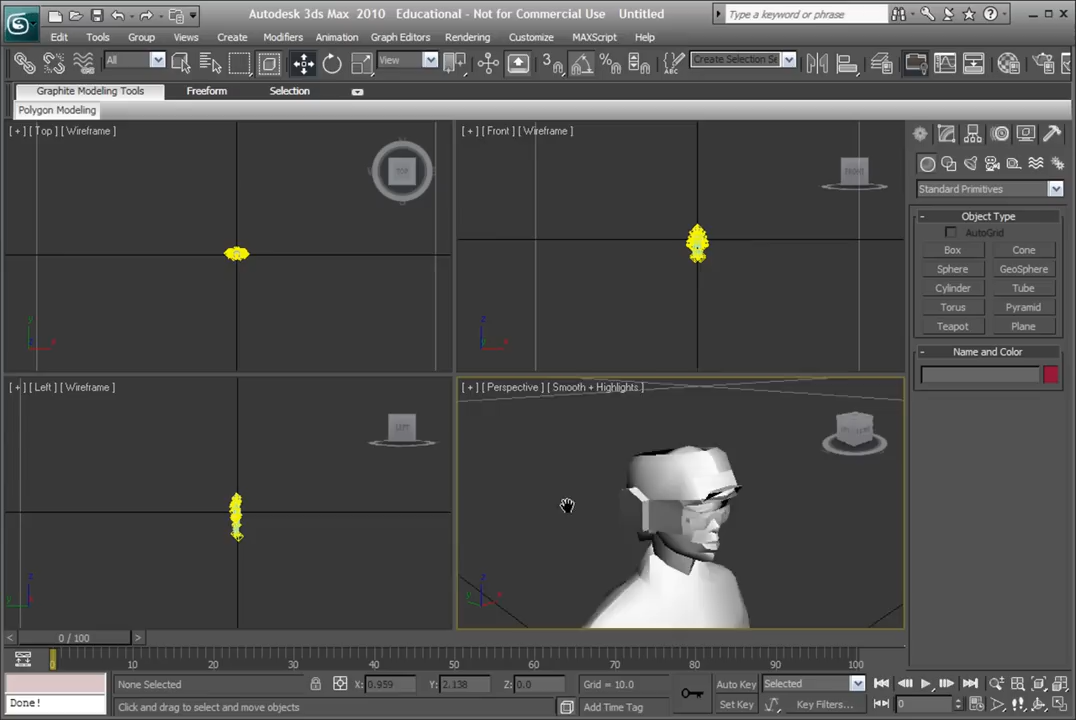 Autodesk 3ds Max 2010 Educational - Not for Commercial Use Untitled
Type a keyword or phrase
Edit Tools Group Views Create Modifiers Animation Graph Editors Rendering Customize MAXScript Help
All View 3 Create Selection Se
Graphite Modeling Tools Freeform Selection
Polygon Modeling
[ + ] [ Top ] [ Wireframe ]
[ + ] [ Front ] [ Wireframe ]
TOP
FRONT
Standard Primitives
- Object Type
AutoGrid
Box Cone
Sphere GeoSphere
Cylinder Tube
Torus Pyramid
Teapot Plane
- Name and Color
y z x x
[ + ] [ Left ] [ Wireframe ]
[ + ] [ Perspective ] [ Smooth + Highlights ]
LEFT
z y z x
< 0 / 100 >
0 10 20 30 40 50 60 70 80 90 100
None Selected X: 0.959 Y: 2.138 Z: 0.0 Grid = 10.0 Auto Key Selected
Done! Click and drag to select and move objects Add Time Tag Set Key Key Filters... 0